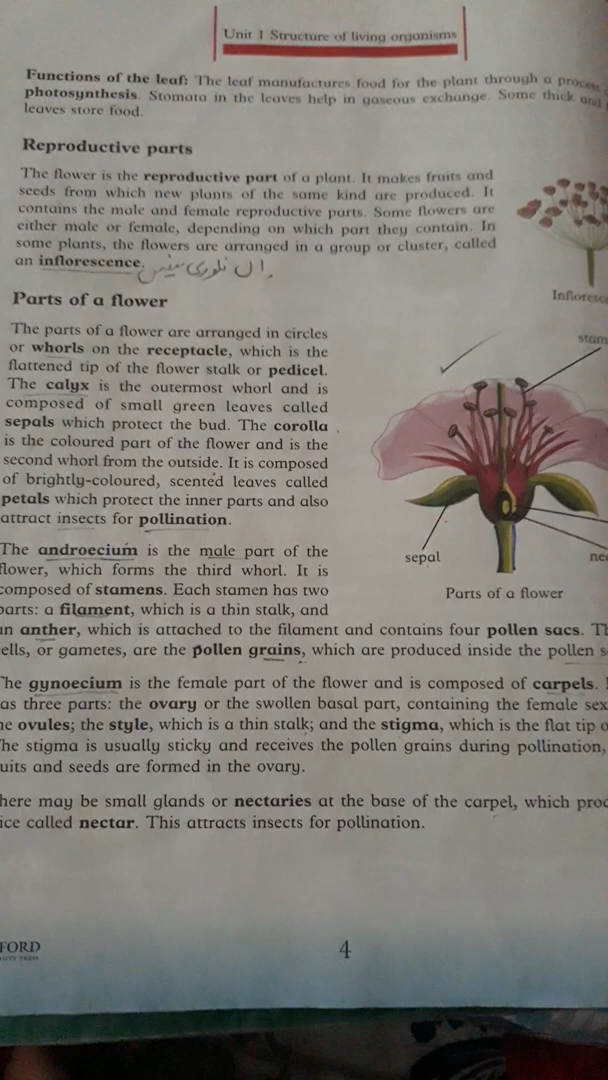 Unit 1 Structure of living organisms
Functions of the leaf: The leaf manufactures food for the plant through a process
photosynthesis. Stomata in the leaves help in gaseous exchange. Some thick and
leaves store food.
Reproductive parts
The flower is the reproductive part of a plant. It makes fruits and
seeds from which new plants of the same kind are produced. It
contains the male and female reproductive parts. Some flowers are
either male or female, depending on which part they contain. In
some plants, the flowers are arranged in a group or cluster, called
an inflorescence.
Infloresc
Parts of a flower
The parts of a flower are arranged in circles
or whorls on the receptacle, which is the
flattened tip of the flower stalk or pedicel.
The calyx is the outermost whorl and is
composed of small green leaves called
sepals which protect the bud. The corolla
is the coloured part of the flower and is the
second whorl from the outside. It is composed
of brightly-coloured, scented leaves called
petals which protect the inner parts and also
attract insects for pollination.
stam
sepal
nec
Parts of a flower
The androecium is the male part of the
flower, which forms the third whorl. It is
composed of stamens. Each stamen has two
parts: a filament, which is a thin stalk, and
an anther, which is attached to the filament and contains four pollen sacs. Th
ells, or gametes, are the pollen grains, which are produced inside the pollen s
The gynoecium is the female part of the flower and is composed of carpels.
as three parts: the ovary or the swollen basal part, containing the female sex
he ovules; the style, which is a thin stalk; and the stigma, which is the flat tip o
The stigma is usually sticky and receives the pollen grains during pollination,
uits and seeds are formed in the ovary.
here may be small glands or nectaries at the base of the carpel, which prod
ice called nectar. This attracts insects for pollination.
FORD
4